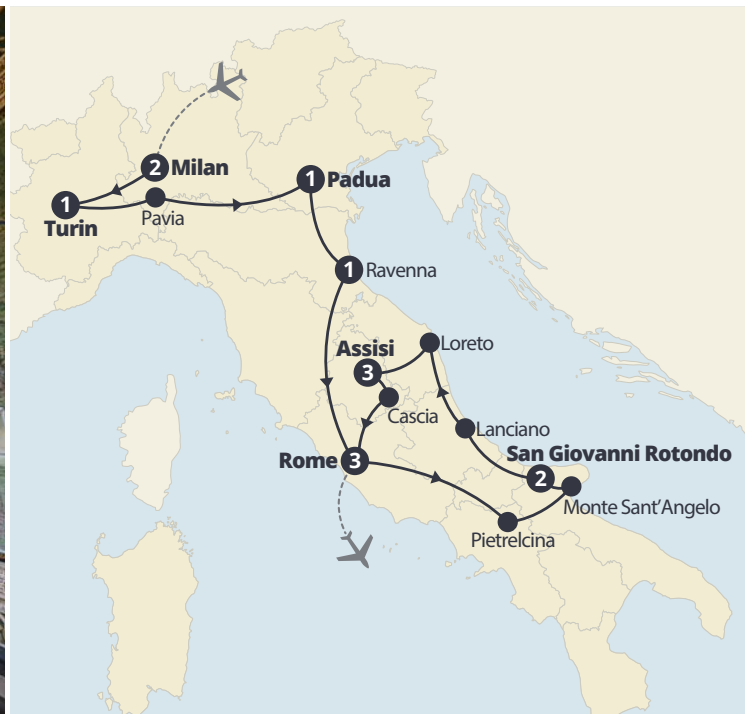 2 Milan
1 Padua
1
Turin
Pavia
1 Ravenna
Assisi
3
Loreto
Cascia
Lanciano
Rome 3
San Giovanni Rotondo
2
Monte Sant'Angelo
Pietrelcina